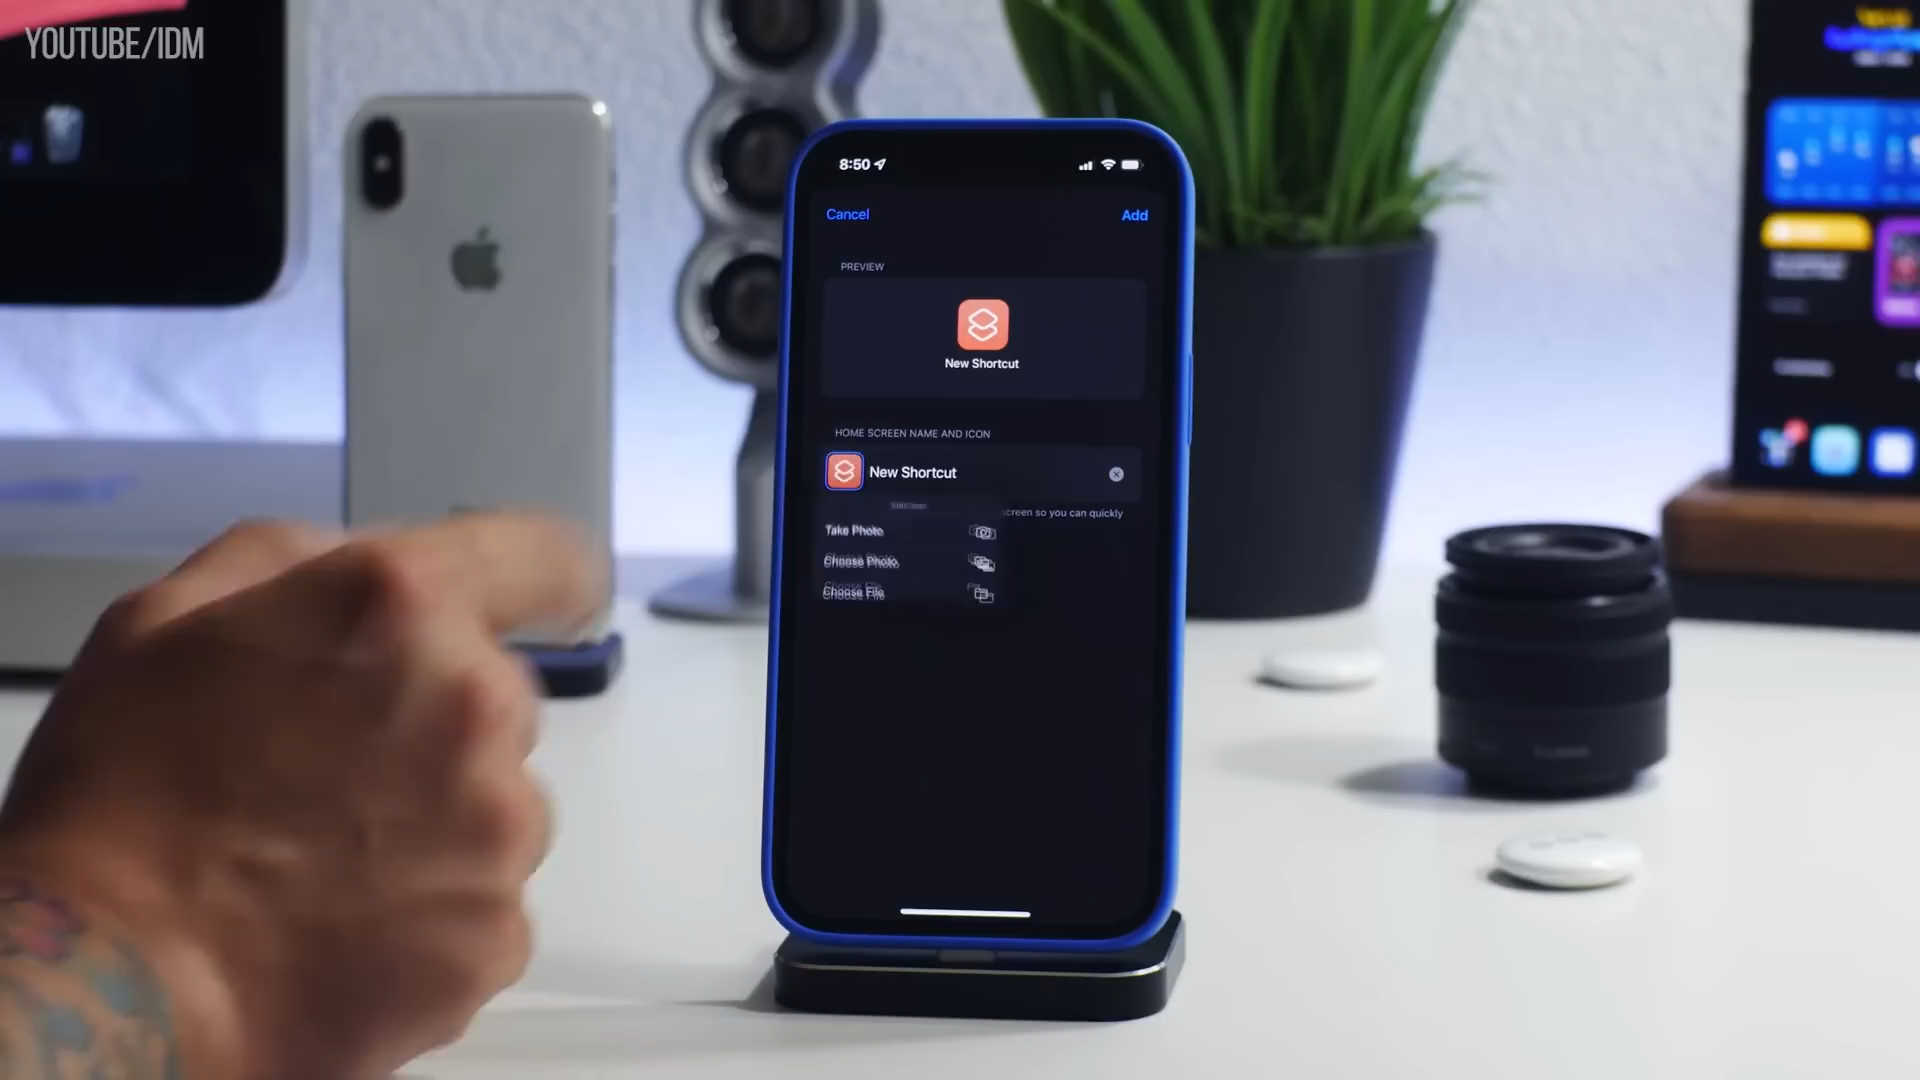 YOUTUBE/IDM
8:50
Cancel
Add
PREVIEW
New Shortcut
HOME SCREEN NAME AND ICON
New Shortcut
screen so you can quickly
Take Photo
Choose Photo
Choose File